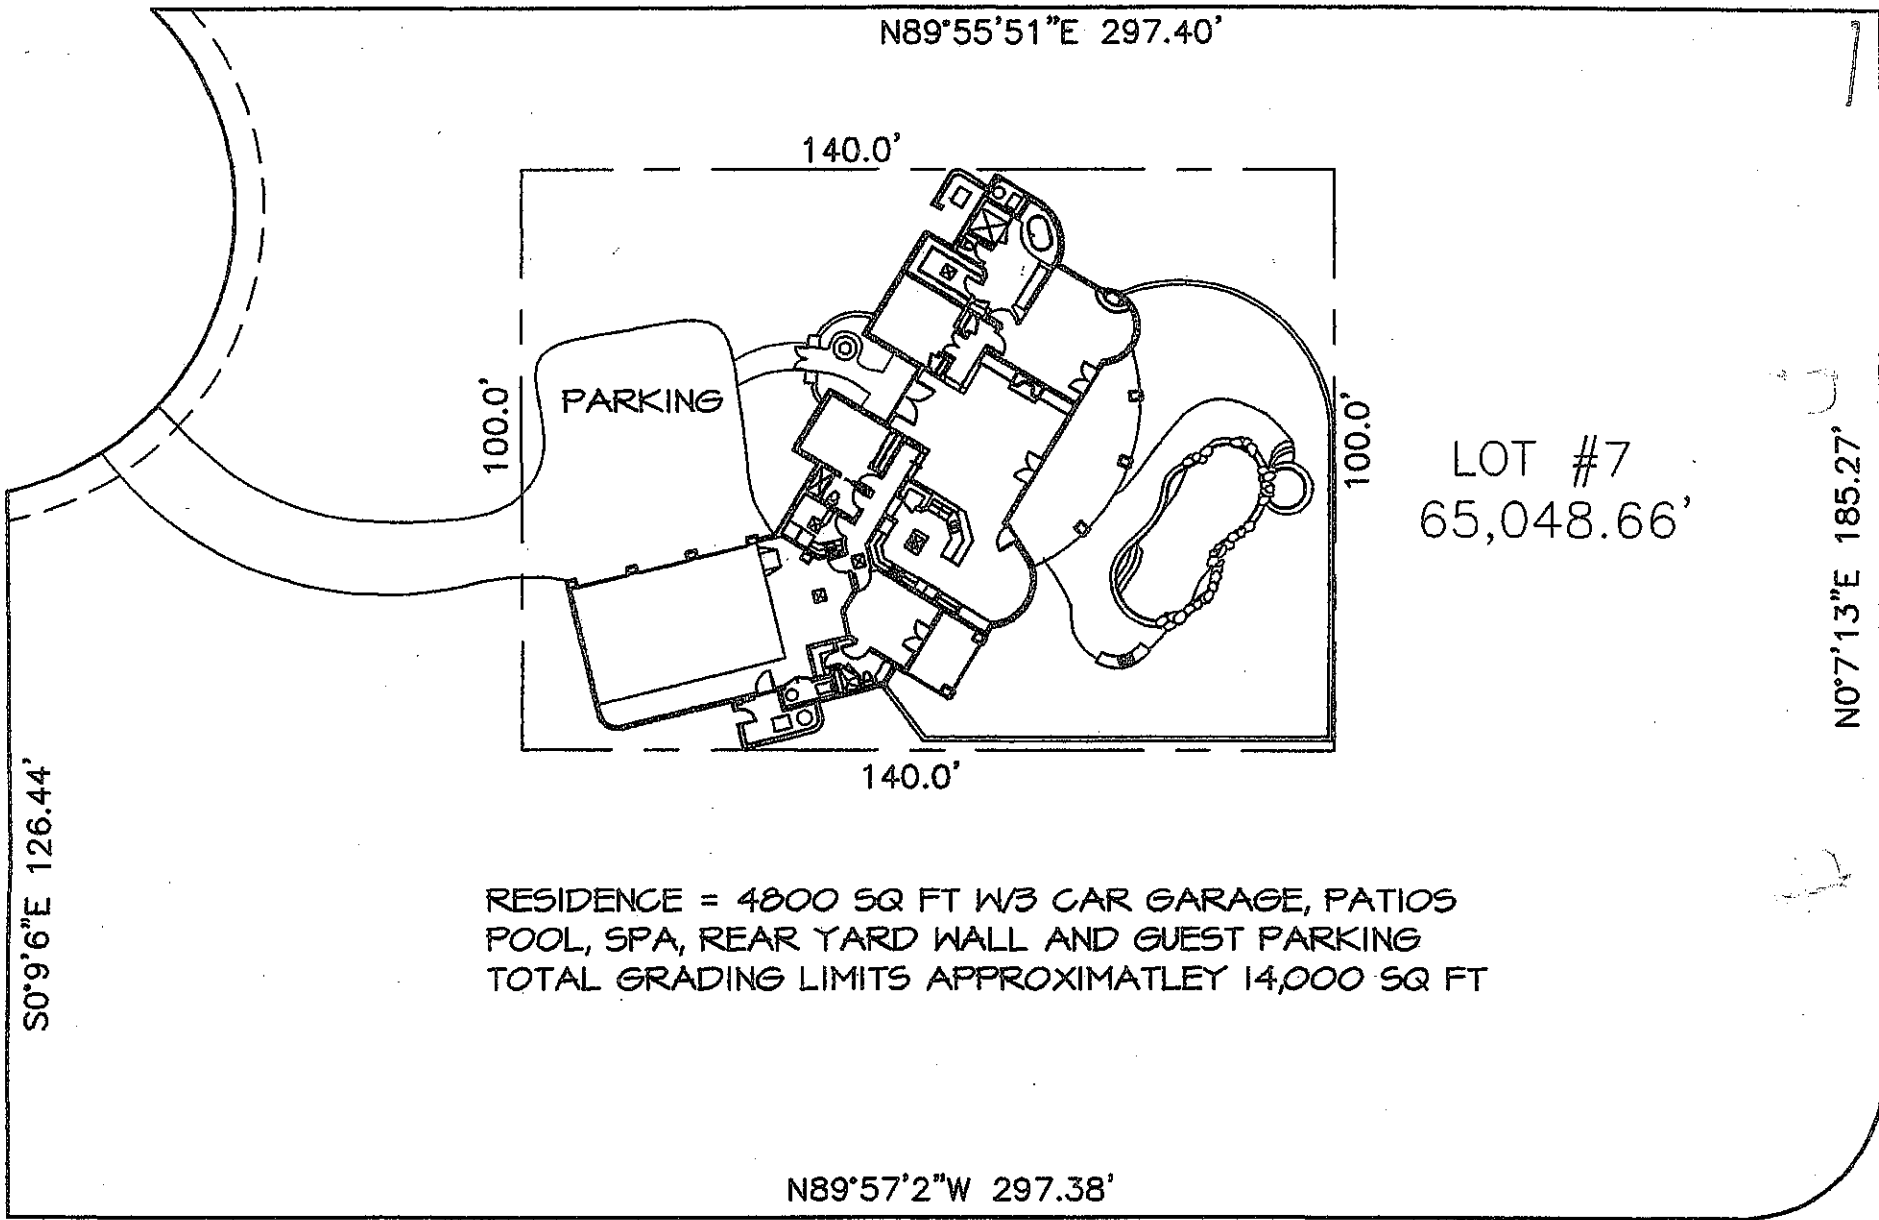 N89°55'51"E 297.40'
140.0'
PARKING
100.0'
100.0'
LOT #7
65,048.66'
N0°7'13"E 185.27'
140.0'
S0°9'6"E 126.44'
RESIDENCE = 4800 SQ FT W/3 CAR GARAGE, PATIOS
POOL, SPA, REAR YARD WALL AND GUEST PARKING
TOTAL GRADING LIMITS APPROXIMATLEY 14,000 SQ FT
N89°57'2"W 297.38'